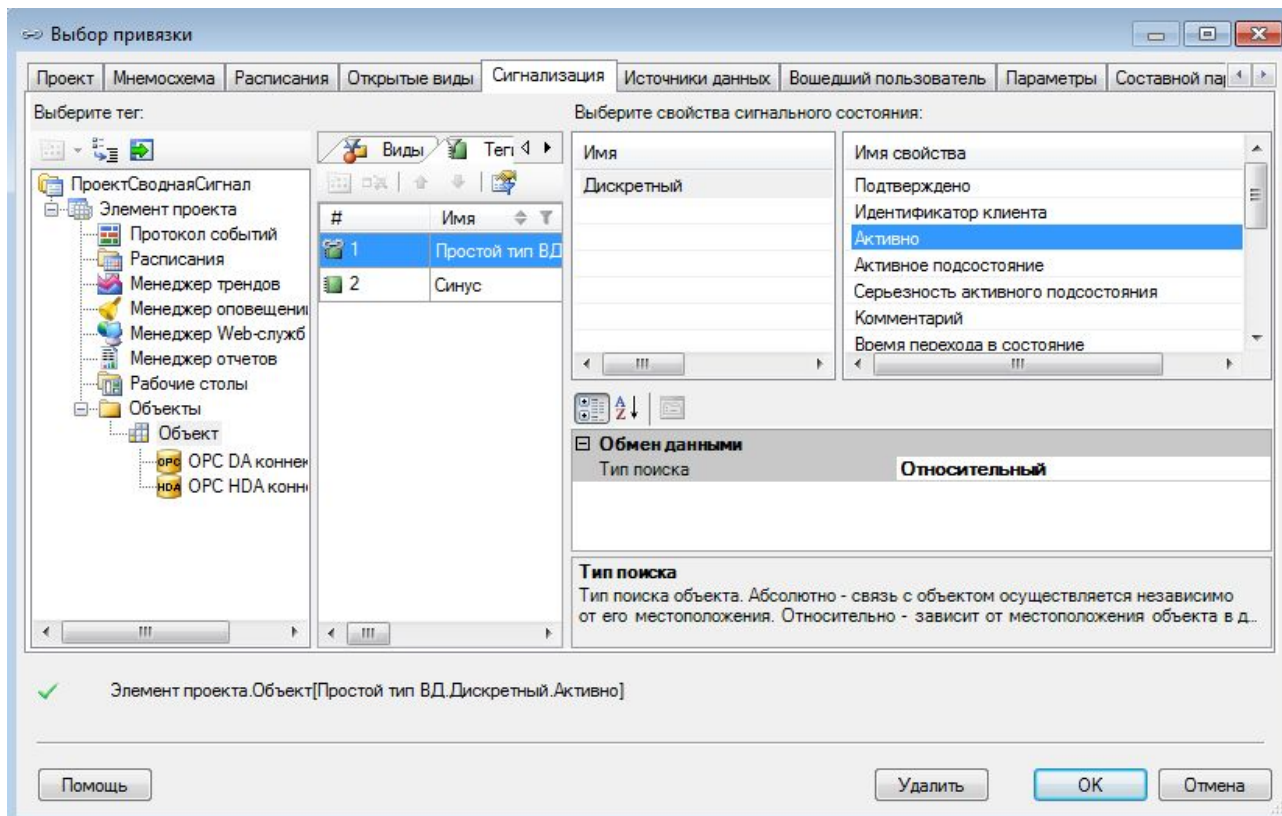 Выбор привязки
Проект Мнемосхема Расписания Открытые виды Сигнализация Источники данных Вошедший пользователь Параметры Составной пар
Выберите тег:
Выберите свойства сигнального состояния:
ПроектСводнаяСигнал
Элемент проекта
Протокол событий
Расписания
Менеджер трендов
Менеджер оповещени
Менеджер Web-служб
Менеджер отчетов
Рабочие столы
Объекты
Объект
OPC DA коннек
HDA OPC HDA конн
Виды Тег
# Имя
1 Простой тип ВД
2 Синус
Имя
Дискретный
Имя свойства
Подтверждено
Идентификатор клиента
Активно
Активное подсостояние
Серьезность активного подсостояния
Комментарий
Время перехода в состояние
Обмен данными
Тип поиска Относительный
Тип поиска
Тип поиска объекта. Абсолютно - связь с объектом осуществляется независимо
от его местоположения. Относительно - зависит от местоположения объекта в д...
Элемент проекта.Объект[Простой тип ВД.Дискретный.Активно]
Помощь Удалить OK Отмена